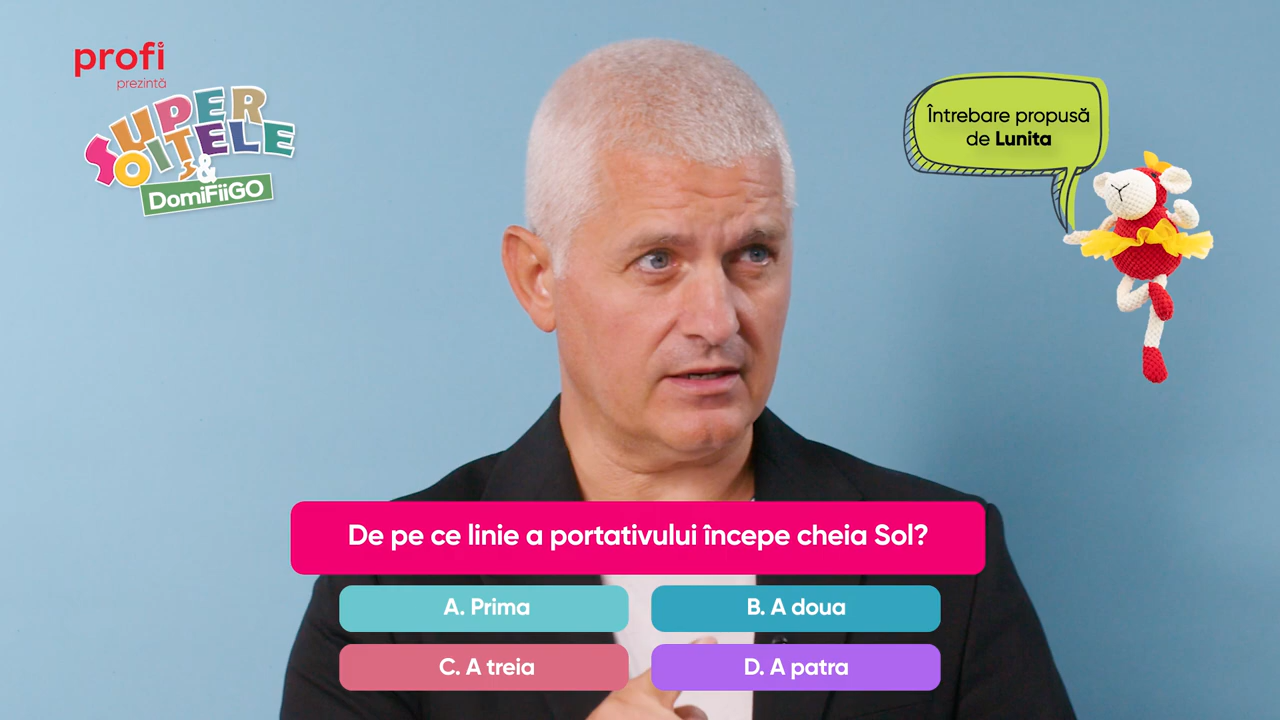 profi
prezintă
SUPER
ȘOIȚELE
&
DomiFiiGO
Întrebare propusă
de Lunita
De pe ce linie a portativului începe cheia Sol?
A. Prima
B. A doua
C. A treia
D. A patra